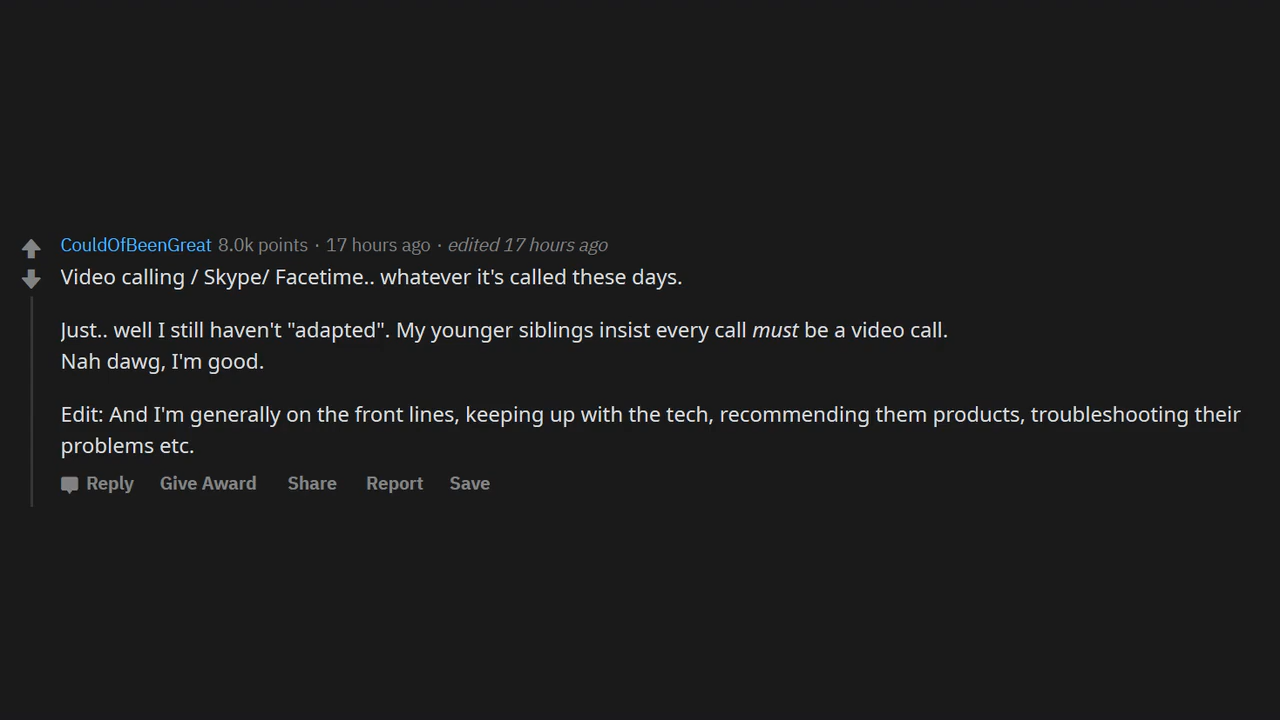 CouldOfBeenGreat 8.0k points · 17 hours ago · edited 17 hours ago
Video calling / Skype/ Facetime.. whatever it's called these days.
Just.. well I still haven't "adapted". My younger siblings insist every call must be a video call.
Nah dawg, I'm good.
Edit: And I'm generally on the front lines, keeping up with the tech, recommending them products, troubleshooting their
problems etc.
Reply Give Award Share Report Save